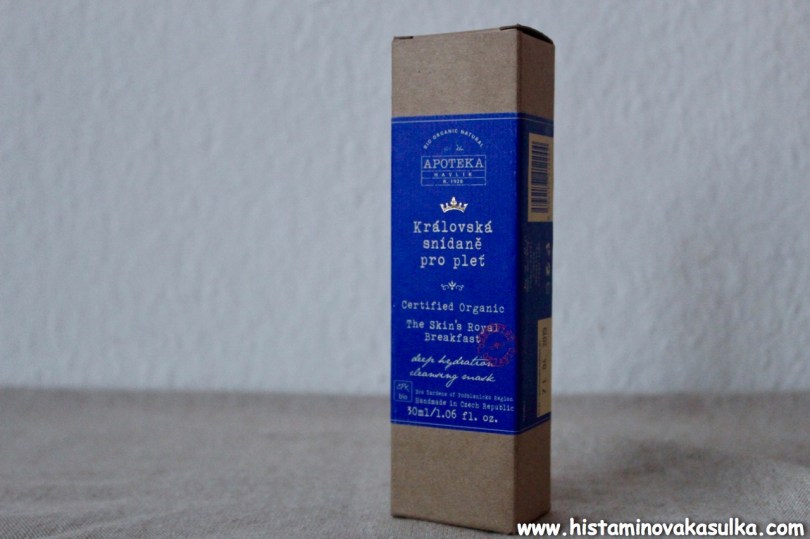 BIO ORGANIC NATURAL
APOTEKA
HAVLÍK
Královská
snídaně
pro pleť
Certified Organic
The Skin's Royal
Breakfast
deep hydration
cleansing mask
Handmade in Czech Republic
30ml/1.06 fl. oz.
www.histaminovakasulka.com